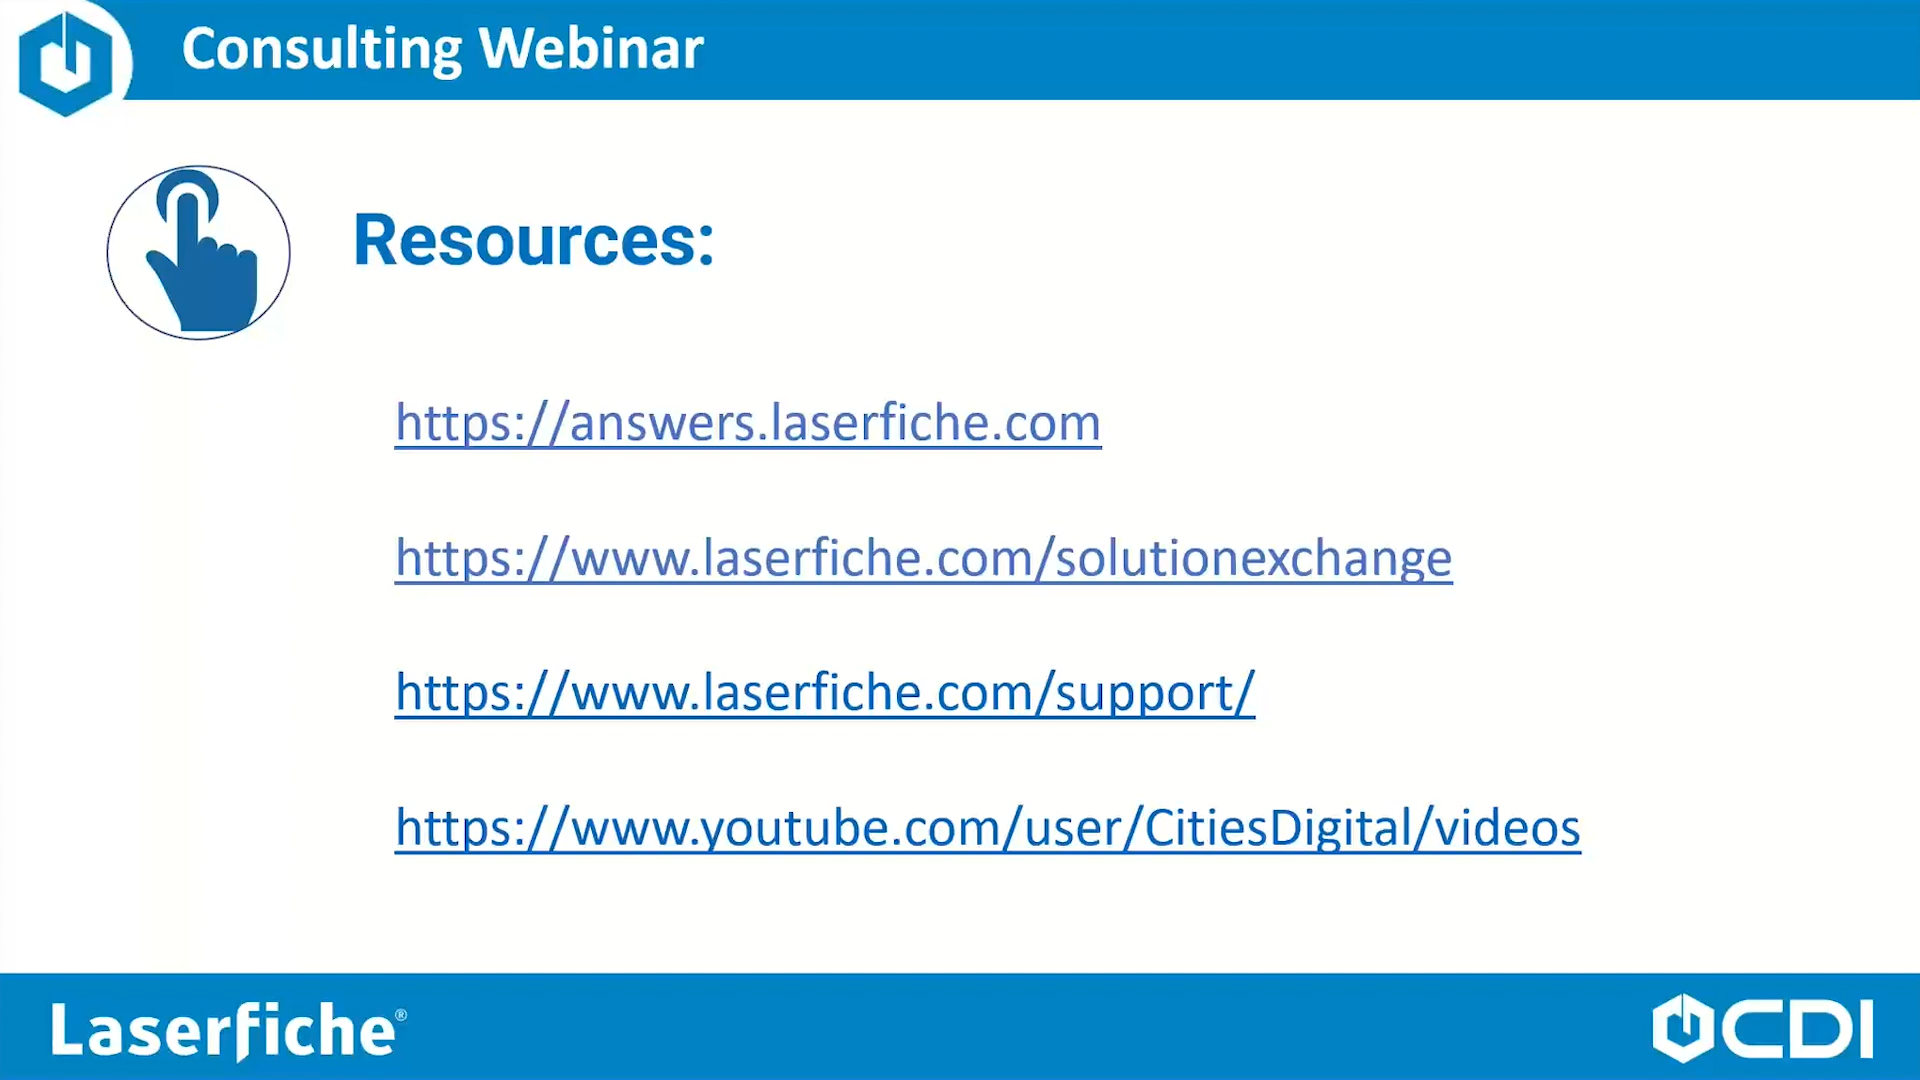 Consulting Webinar
Resources:
https://answers.laserfiche.com
https://www.laserfiche.com/solutionexchange
https://www.laserfiche.com/support/
https://www.youtube.com/user/CitiesDigital/videos
Laserfiche®
CDI